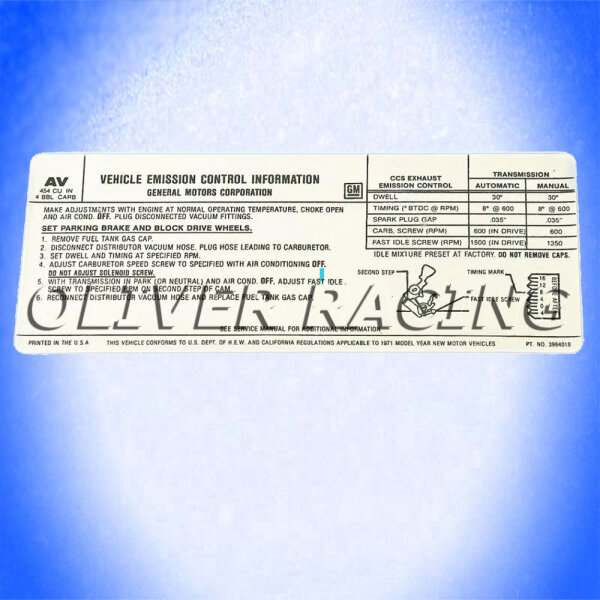 AV
454 CU IN
4 BBL CARB
VEHICLE EMISSION CONTROL INFORMATION
GENERAL MOTORS CORPORATION
GM
MAKE ADJUSTMENTS WITH ENGINE AT NORMAL OPERATING TEMPERATURE, CHOKE OPEN
AND AIR COND. OFF. PLUG DISCONNECTED VACUUM FITTINGS.
SET PARKING BRAKE AND BLOCK DRIVE WHEELS.
1. REMOVE FUEL TANK GAS CAP.
2. DISCONNECT DISTRIBUTOR VACUUM HOSE. PLUG HOSE LEADING TO CARBURETOR.
3. SET DWELL AND TIMING AT SPECIFIED RPM.
4. ADJUST CARBURETOR SPEED SCREW TO SPECIFIED WITH AIR CONDITIONING OFF.
DO NOT ADJUST SOLENOID SCREW.
5. WITH TRANSMISSION IN PARK (OR NEUTRAL) AND AIR COND. OFF, ADJUST FAST IDLE
SCREW TO SPECIFIED RPM ON SECOND STEP OF CAM.
6. RECONNECT DISTRIBUTOR VACUUM HOSE AND REPLACE FUEL TANK GAS CAP.
SEE SERVICE MANUAL FOR ADDITIONAL INFORMATION
CCS EXHAUST
EMISSION CONTROL
TRANSMISSION
AUTOMATIC MANUAL
DWELL 30° 30°
TIMING (° BTDC @ RPM) 8° @ 600 8° @ 600
SPARK PLUG GAP .035" .035"
CARB. SCREW (RPM) 600 (IN DRIVE) 600
FAST IDLE SCREW (RPM) 1500 (IN DRIVE) 1350
IDLE MIXTURE PRESET AT FACTORY. DO NOT REMOVE CAPS.
SECOND STEP
FAST IDLE SCREW
TIMING MARK
16
12
8
4
0
4
BEFORE AFTER
PRINTED IN THE U.S.A
THIS VEHICLE CONFORMS TO U.S. DEPT. OF H.E.W. AND CALIFORNIA REGULATIONS APPLICABLE TO 1971 MODEL YEAR NEW MOTOR VEHICLES
PT. NO. 3994018
OLIVER RACING